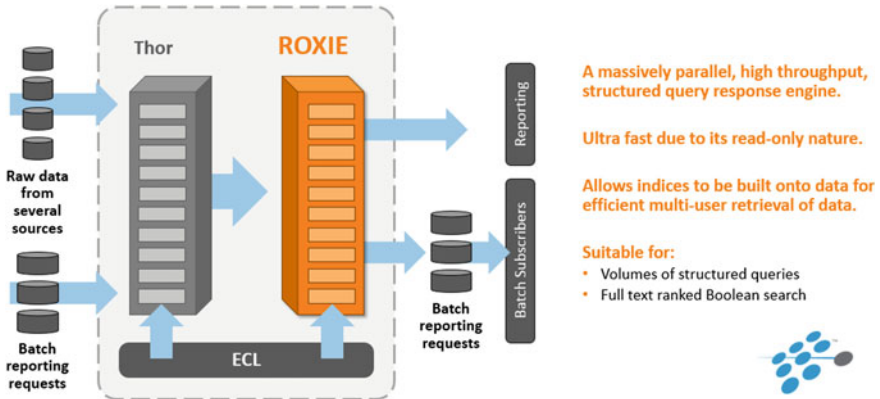 Thor
ROXIE
Raw data
from
several
sources
Batch
reporting
requests
ECL
Batch
reporting
requests
Reporting
Batch Subscribers
A massively parallel, high throughput,
structured query response engine.
Ultra fast due to its read-only nature.
Allows indices to be built onto data for
efficient multi-user retrieval of data.
Suitable for:
• Volumes of structured queries
• Full text ranked Boolean search